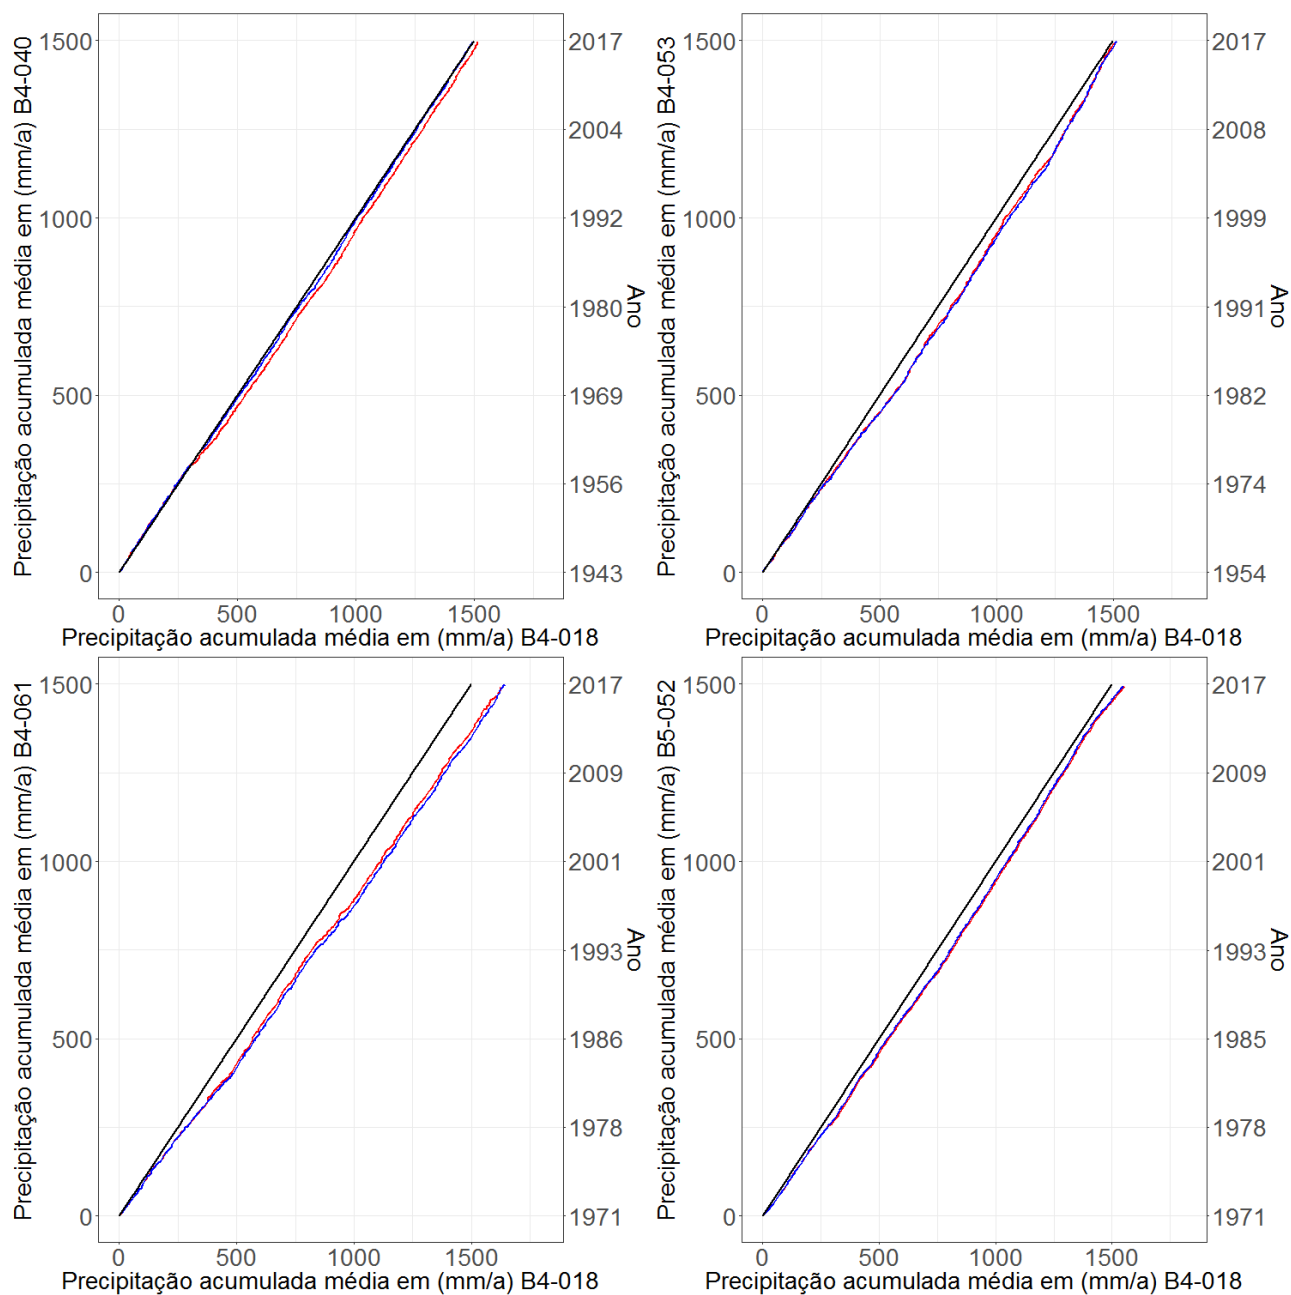 Precipitação acumulada média em (mm/a) B4-040
1500
1000
500
0
2017
2004
1992
1980
1969
1956
1943
Ano
0 500 1000 1500
Precipitação acumulada média em (mm/a) B4-018
Precipitação acumulada média em (mm/a) B4-053
1500
1000
500
0
2017
2008
1999
1991
1982
1974
1954
Ano
0 500 1000 1500
Precipitação acumulada média em (mm/a) B4-018
Precipitação acumulada média em (mm/a) B4-061
1500
1000
500
0
2017
2009
2001
1993
1986
1978
1971
Ano
0 500 1000 1500
Precipitação acumulada média em (mm/a) B4-018
Precipitação acumulada média em (mm/a) B5-052
1500
1000
500
0
2017
2009
2001
1993
1985
1978
1971
Ano
0 500 1000 1500
Precipitação acumulada média em (mm/a) B4-018